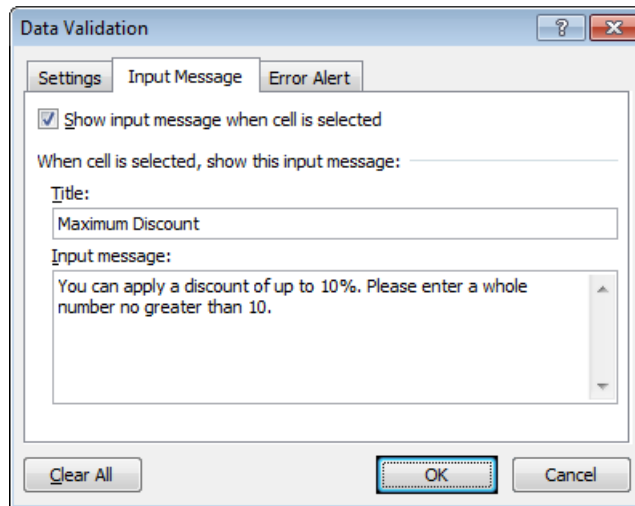 Data Validation
Settings Input Message Error Alert
Show input message when cell is selected
When cell is selected, show this input message:
Title:
Maximum Discount
Input message:
You can apply a discount of up to 10%. Please enter a whole
number no greater than 10.
Clear All OK Cancel